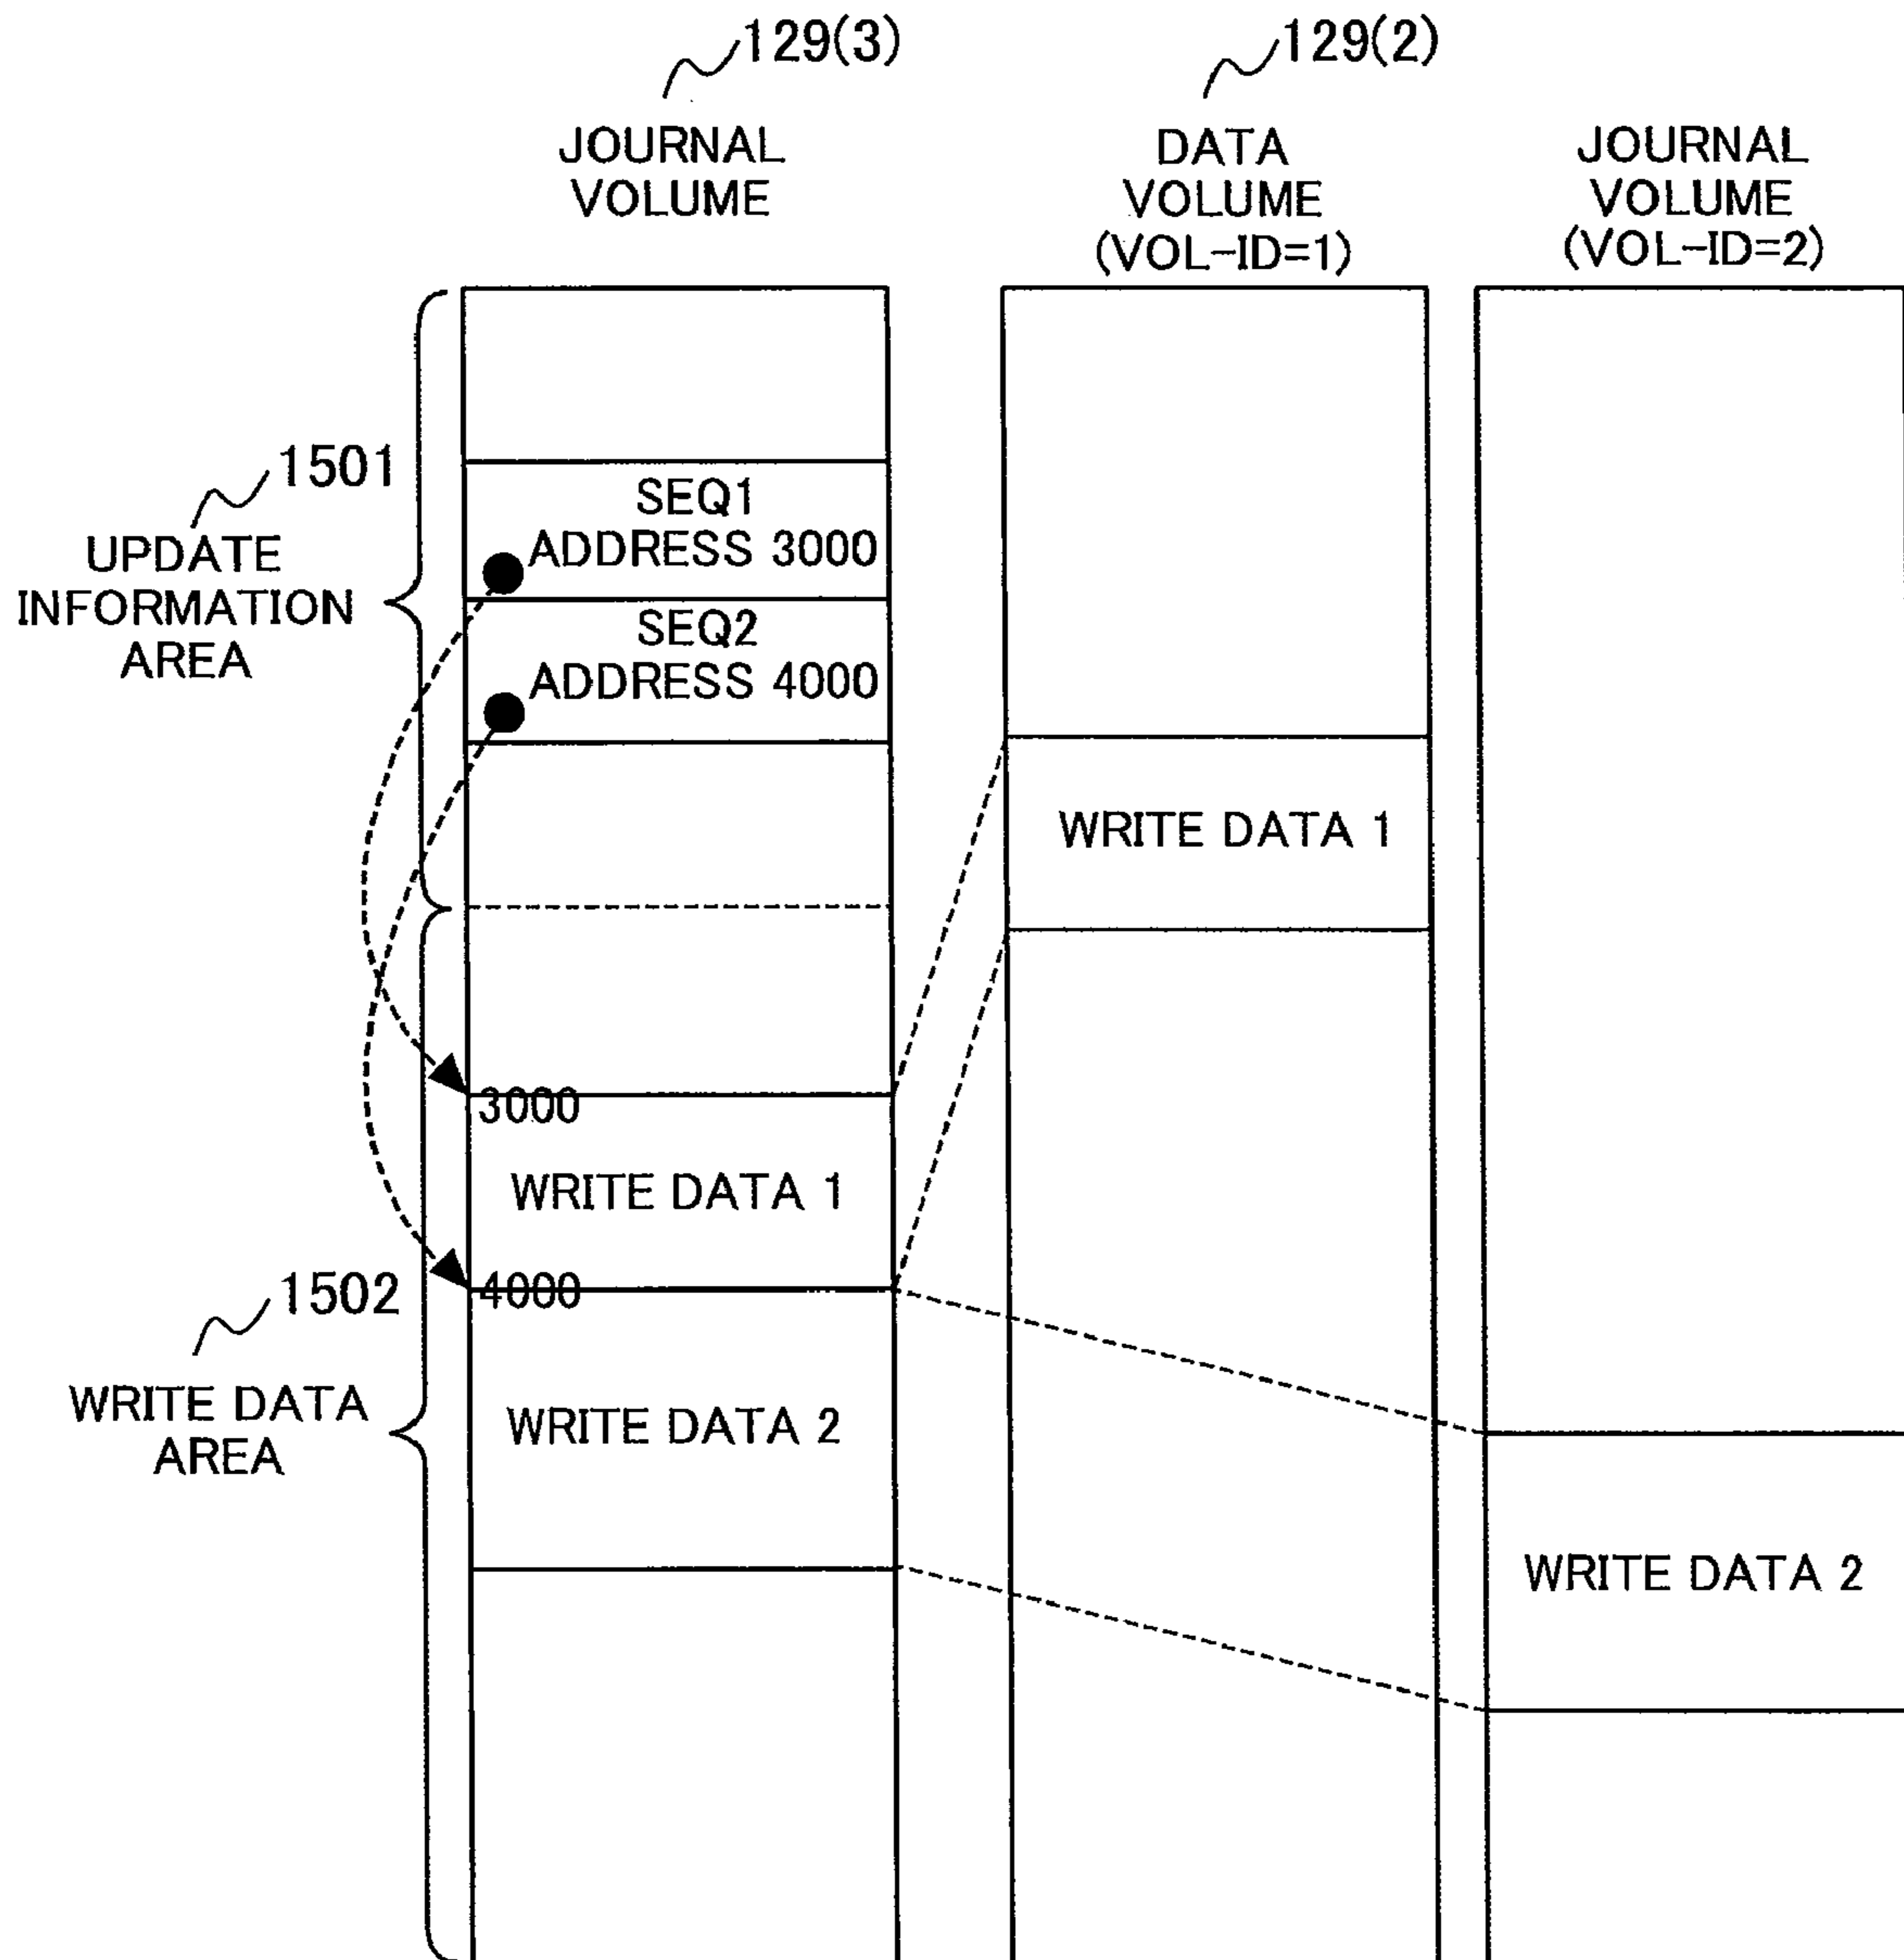 129(3)
129(2)
JOURNAL
VOLUME
DATA
VOLUME
(VOL-ID=1)
JOURNAL
VOLUME
(VOL-ID=2)
1501
UPDATE
INFORMATION
AREA
SEQ1
ADDRESS 3000
SEQ2
ADDRESS 4000
WRITE DATA 1
3000
WRITE DATA 1
4000
1502
WRITE DATA
AREA
WRITE DATA 2
WRITE DATA 2